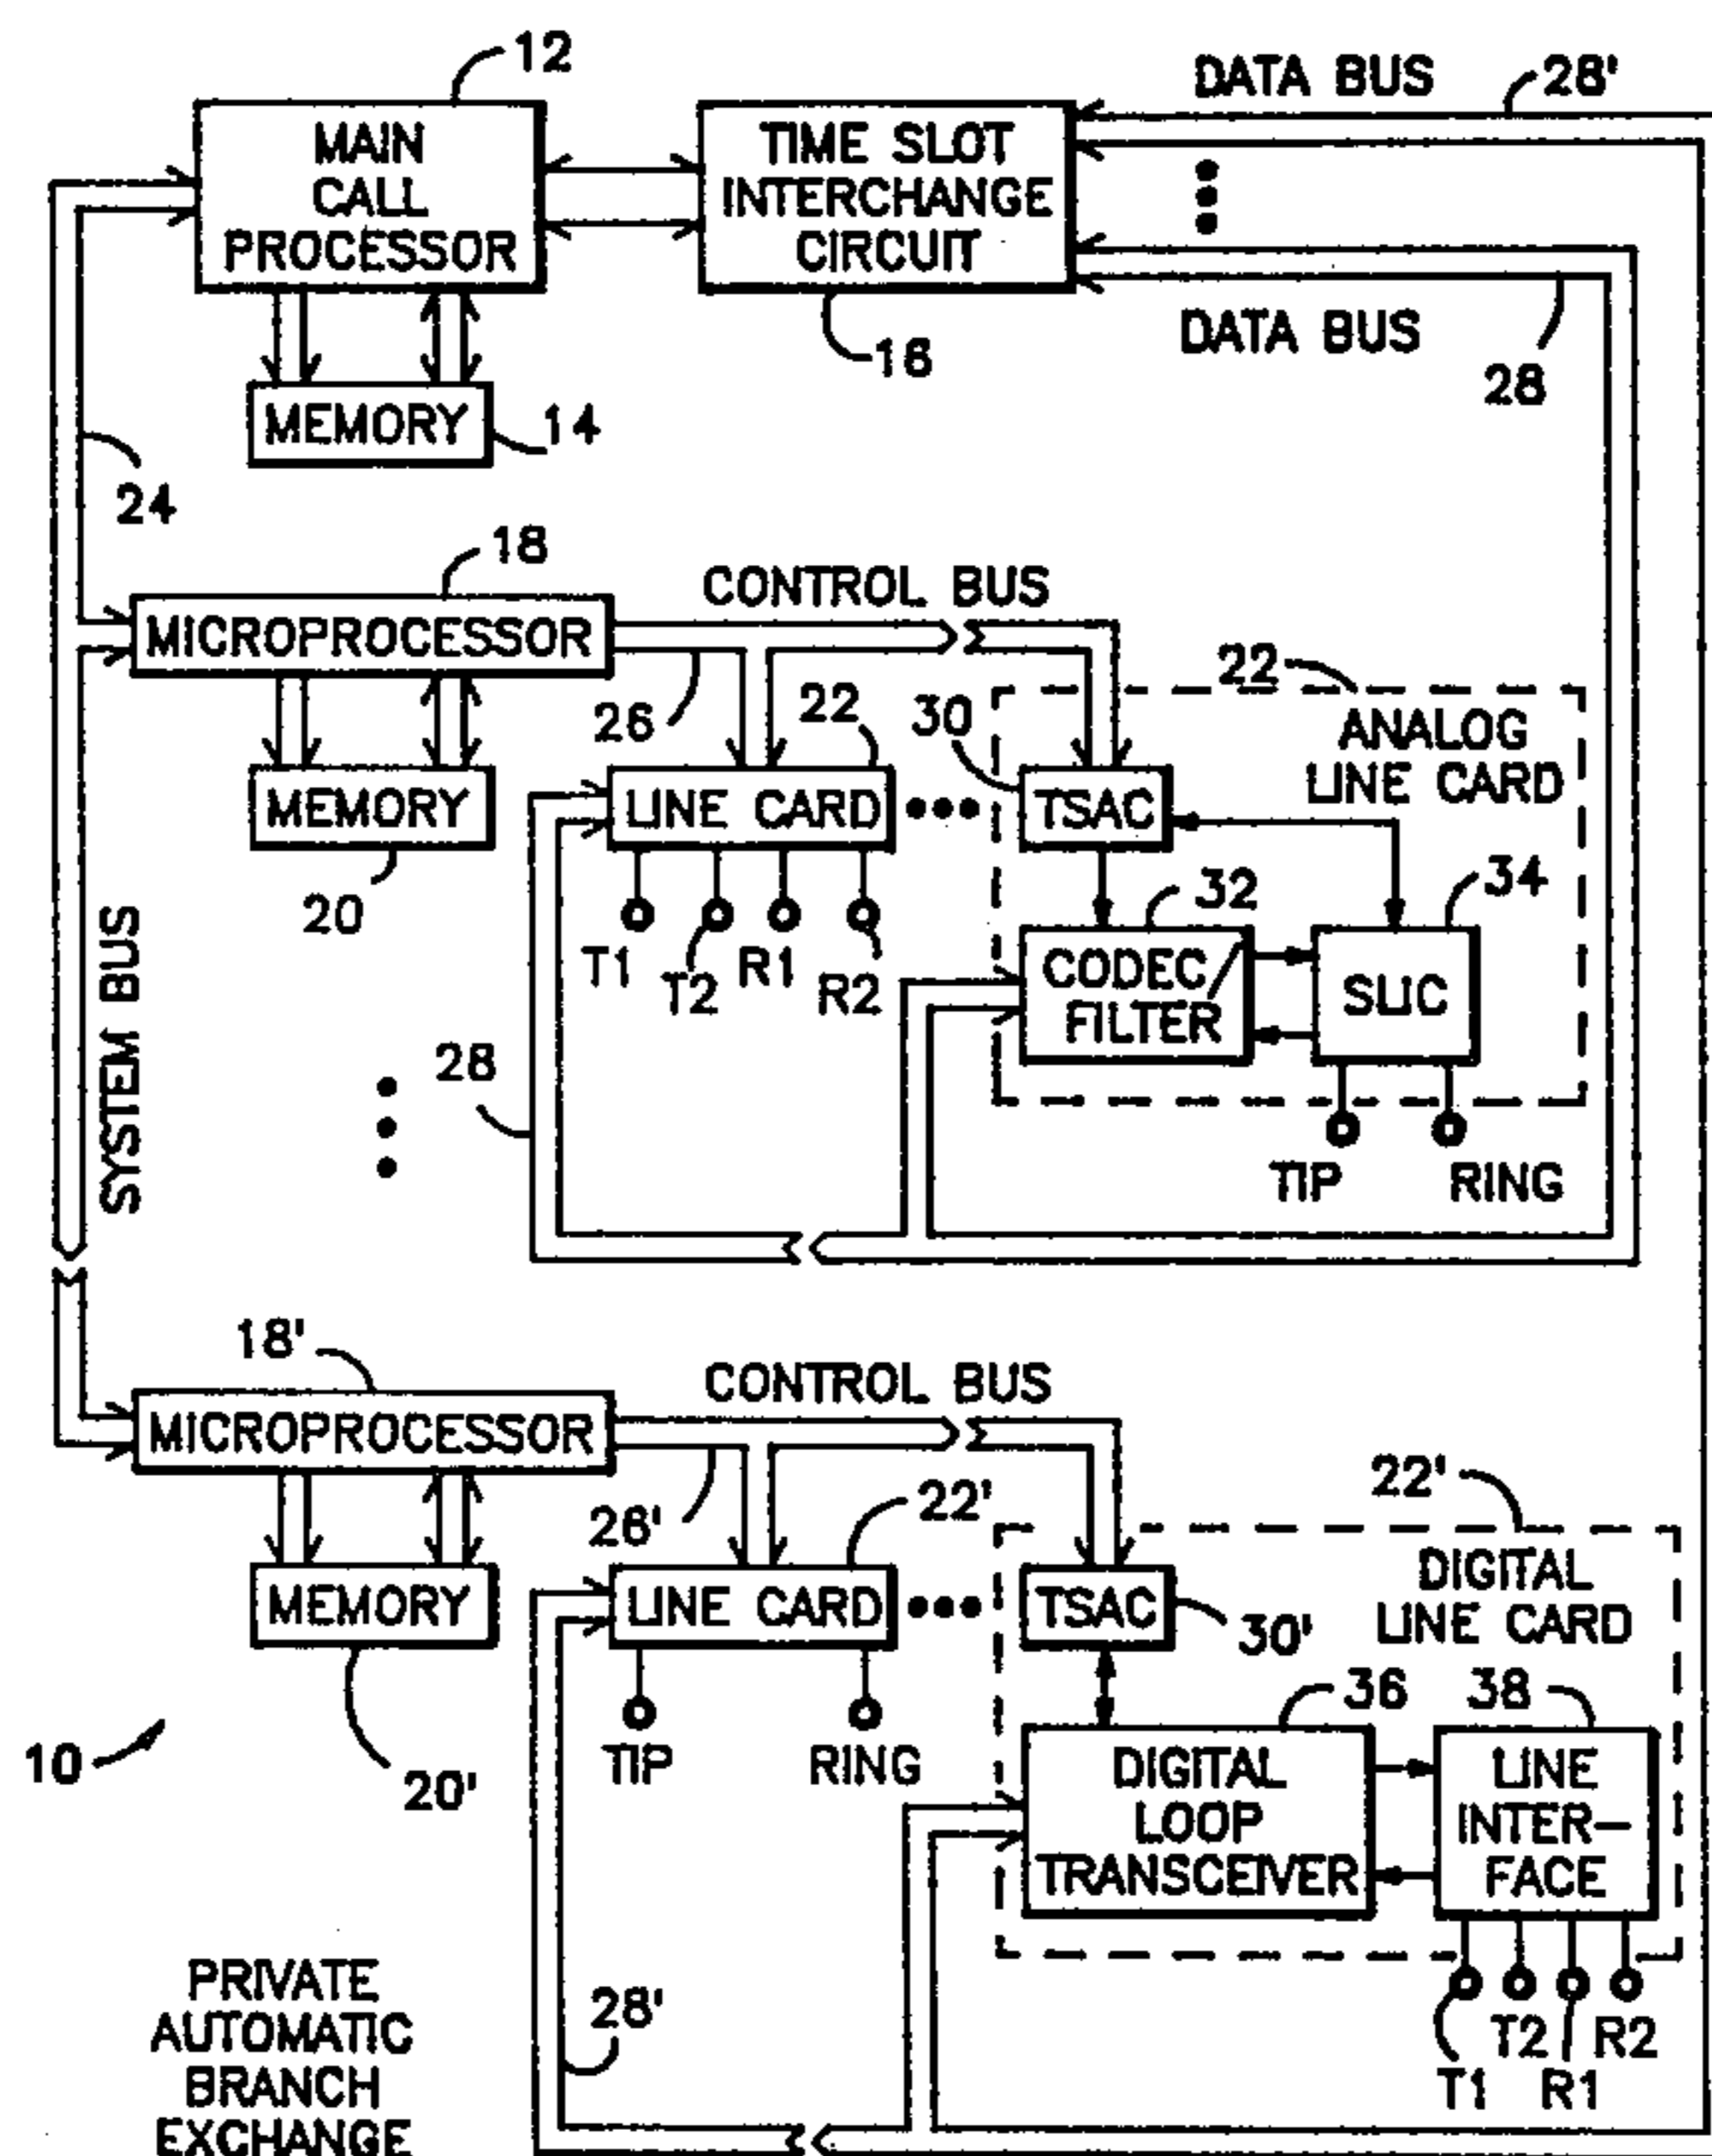 12
DATA BUS
28'
MAIN
CALL
PROCESSOR
TIME SLOT
INTERCHANGE
CIRCUIT
16
DATA BUS
28
MEMORY
14
24
18
CONTROL BUS
MICROPROCESSOR
26
22
30
22
ANALOG
LINE CARD
MEMORY
20
LINE CARD
TSAC
T1
T2
R1
R2
32
34
CODEC
FILTER
SLIC
SYSTEM BUS
28
TIP
RING
18'
CONTROL BUS
MICROPROCESSOR
26'
22'
22'
DIGITAL
LINE CARD
MEMORY
LINE CARD
TSAC
30'
36
38
10
20'
TIP
RING
DIGITAL
LOOP
TRANSCEIVER
LINE
INTER-
FACE
T1
T2
R1
R2
28'
PRIVATE
AUTOMATIC
BRANCH
EXCHANGE